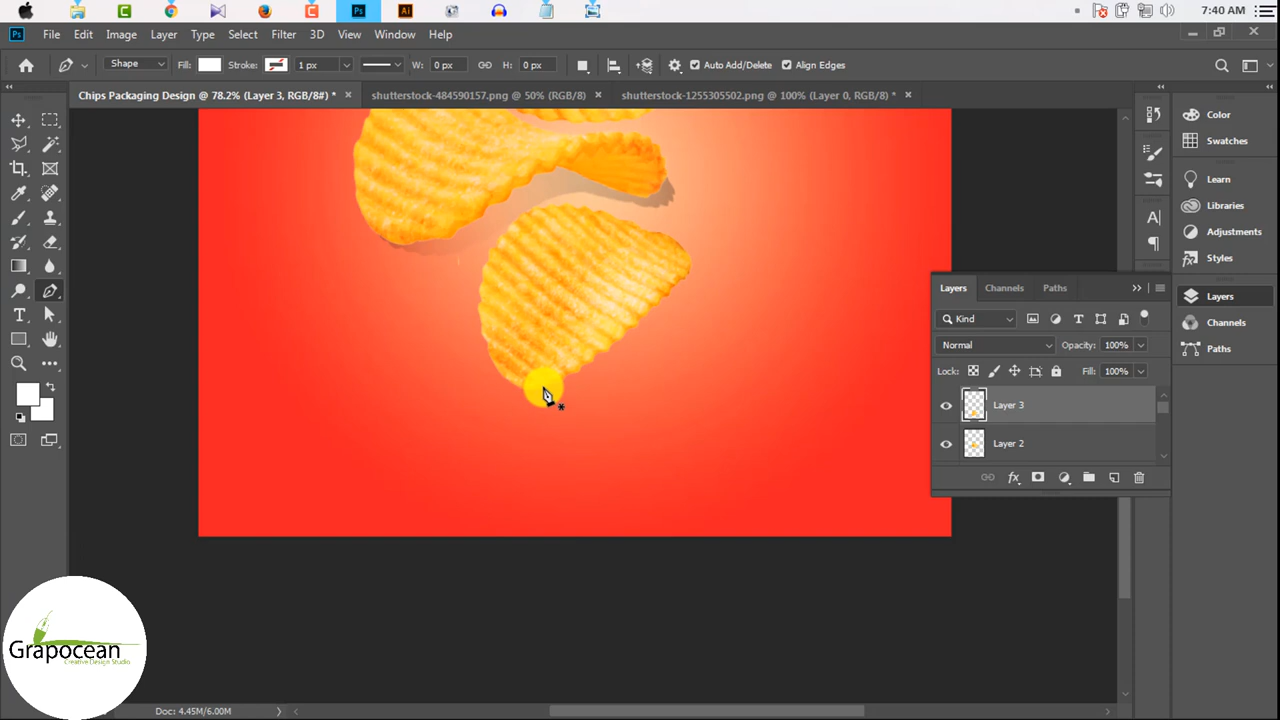 7:40 AM
Ps File Edit Image Layer Type Select Filter 3D View Window Help
Shape Fill: Stroke: 1 px W: 0 px H: 0 px Auto Add/Delete Align Edges
Chips Packaging Design @ 78.2% (Layer 3, RGB/8#) * shutterstock-484590157.png @ 50% (RGB/8) shutterstock-1255305502.png @ 100% (Layer 0, RGB/8) *
Color
Swatches
Learn
Libraries
Adjustments
Styles
Layers
Channels
Paths
Layers Channels Paths
Kind
Normal Opacity: 100%
Lock: Fill: 100%
Layer 3
Layer 2
fx
Grapocean
Creative Design Studio
Doc: 4.45M/6.00M